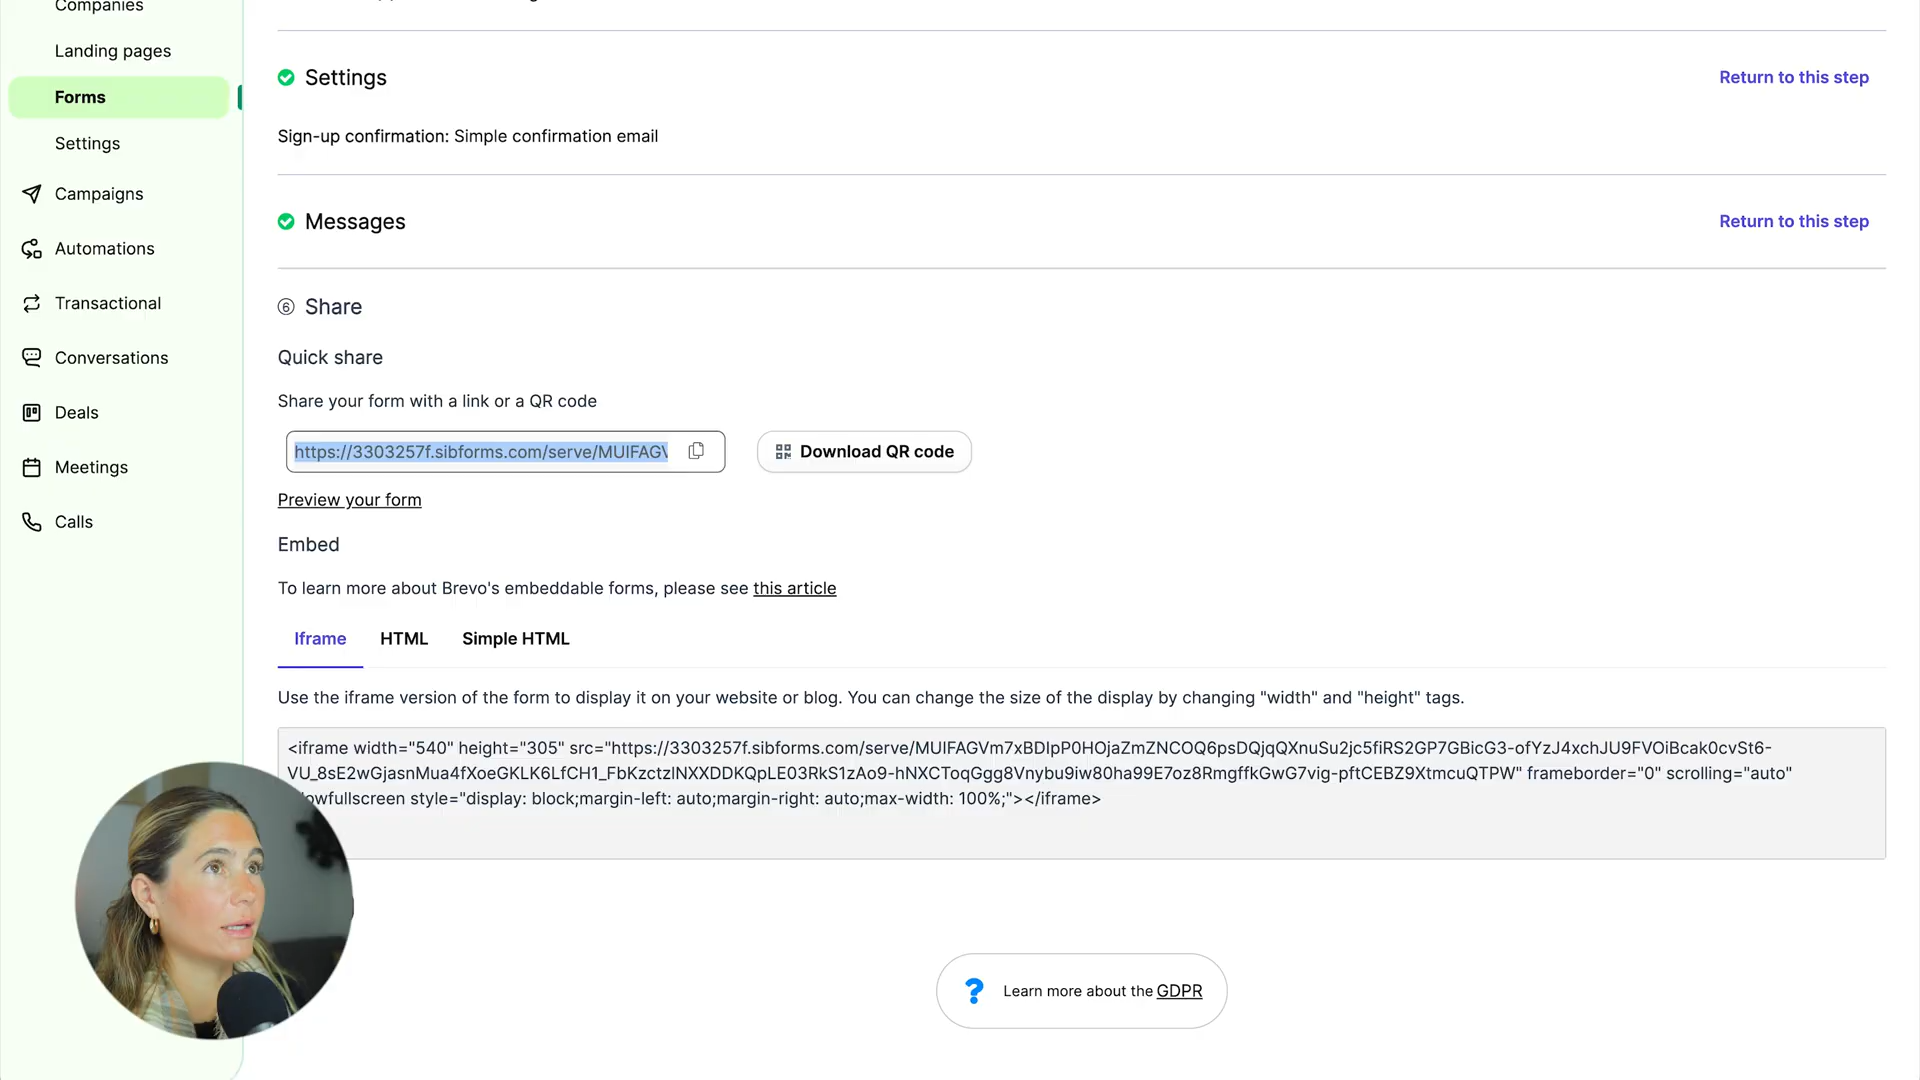 Companies
Landing pages
Forms
Settings
Campaigns
Automations
Transactional
Conversations
Deals
Meetings
Calls
Settings
Return to this step
Sign-up confirmation: Simple confirmation email
Messages
Return to this step
6 Share
Quick share
Share your form with a link or a QR code
https://3303257f.sibforms.com/serve/MUIFAGV
Download QR code
Preview your form
Embed
To learn more about Brevo's embeddable forms, please see this article
Iframe HTML Simple HTML
Use the iframe version of the form to display it on your website or blog. You can change the size of the display by changing "width" and "height" tags.
<iframe width="540" height="305" src="https://3303257f.sibforms.com/serve/MUIFAGVm7xBDIpP0HOjaZmZNCOQ6psDQjqQXnuSu2jc5fiRS2GP7GBicG3-ofYzJ4xchJU9FVOiBcak0cvSt6-
VU_8sE2wGjasnMua4fXoeGKLK6LfCH1_FbKzctzlNXXDDKQpLE03RkS1zAo9-hNXCToqGgg8Vnybu9iw80ha99E7oz8RmgffkGwG7vig-pftCEBZ9XtmcuQTPW" frameborder="0" scrolling="auto"
owfullscreen style="display: block;margin-left: auto;margin-right: auto;max-width: 100%;"></iframe>
? Learn more about the GDPR